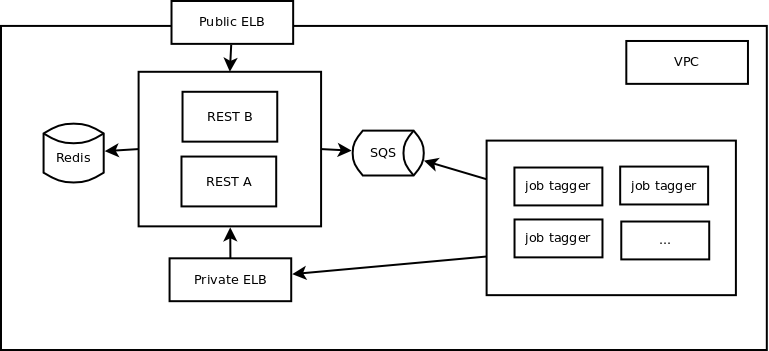 Public ELB
VPC
REST B
Redis
SQS
REST A
job tagger
job tagger
job tagger
...
Private ELB